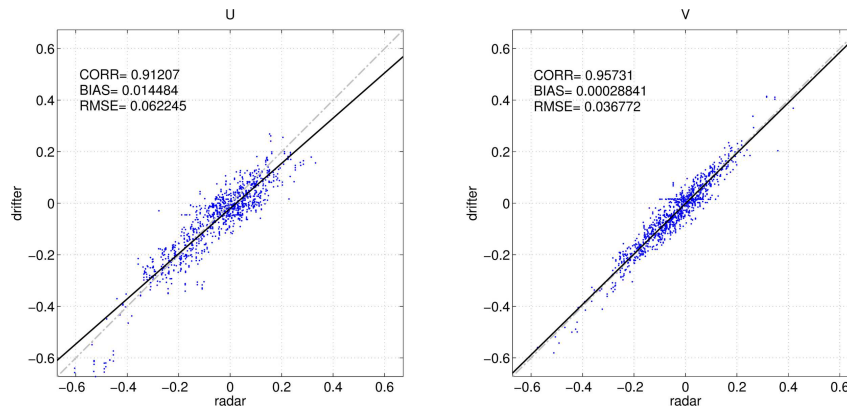 U
0.6
0.4
0.2
0
−0.2
−0.4
−0.6
drifter
CORR= 0.91207
BIAS= 0.014484
RMSE= 0.062245
−0.6 −0.4 −0.2 0 0.2 0.4 0.6
radar
V
0.6
0.4
0.2
0
−0.2
−0.4
−0.6
drifter
CORR= 0.95731
BIAS= 0.00028841
RMSE= 0.036772
−0.6 −0.4 −0.2 0 0.2 0.4 0.6
radar